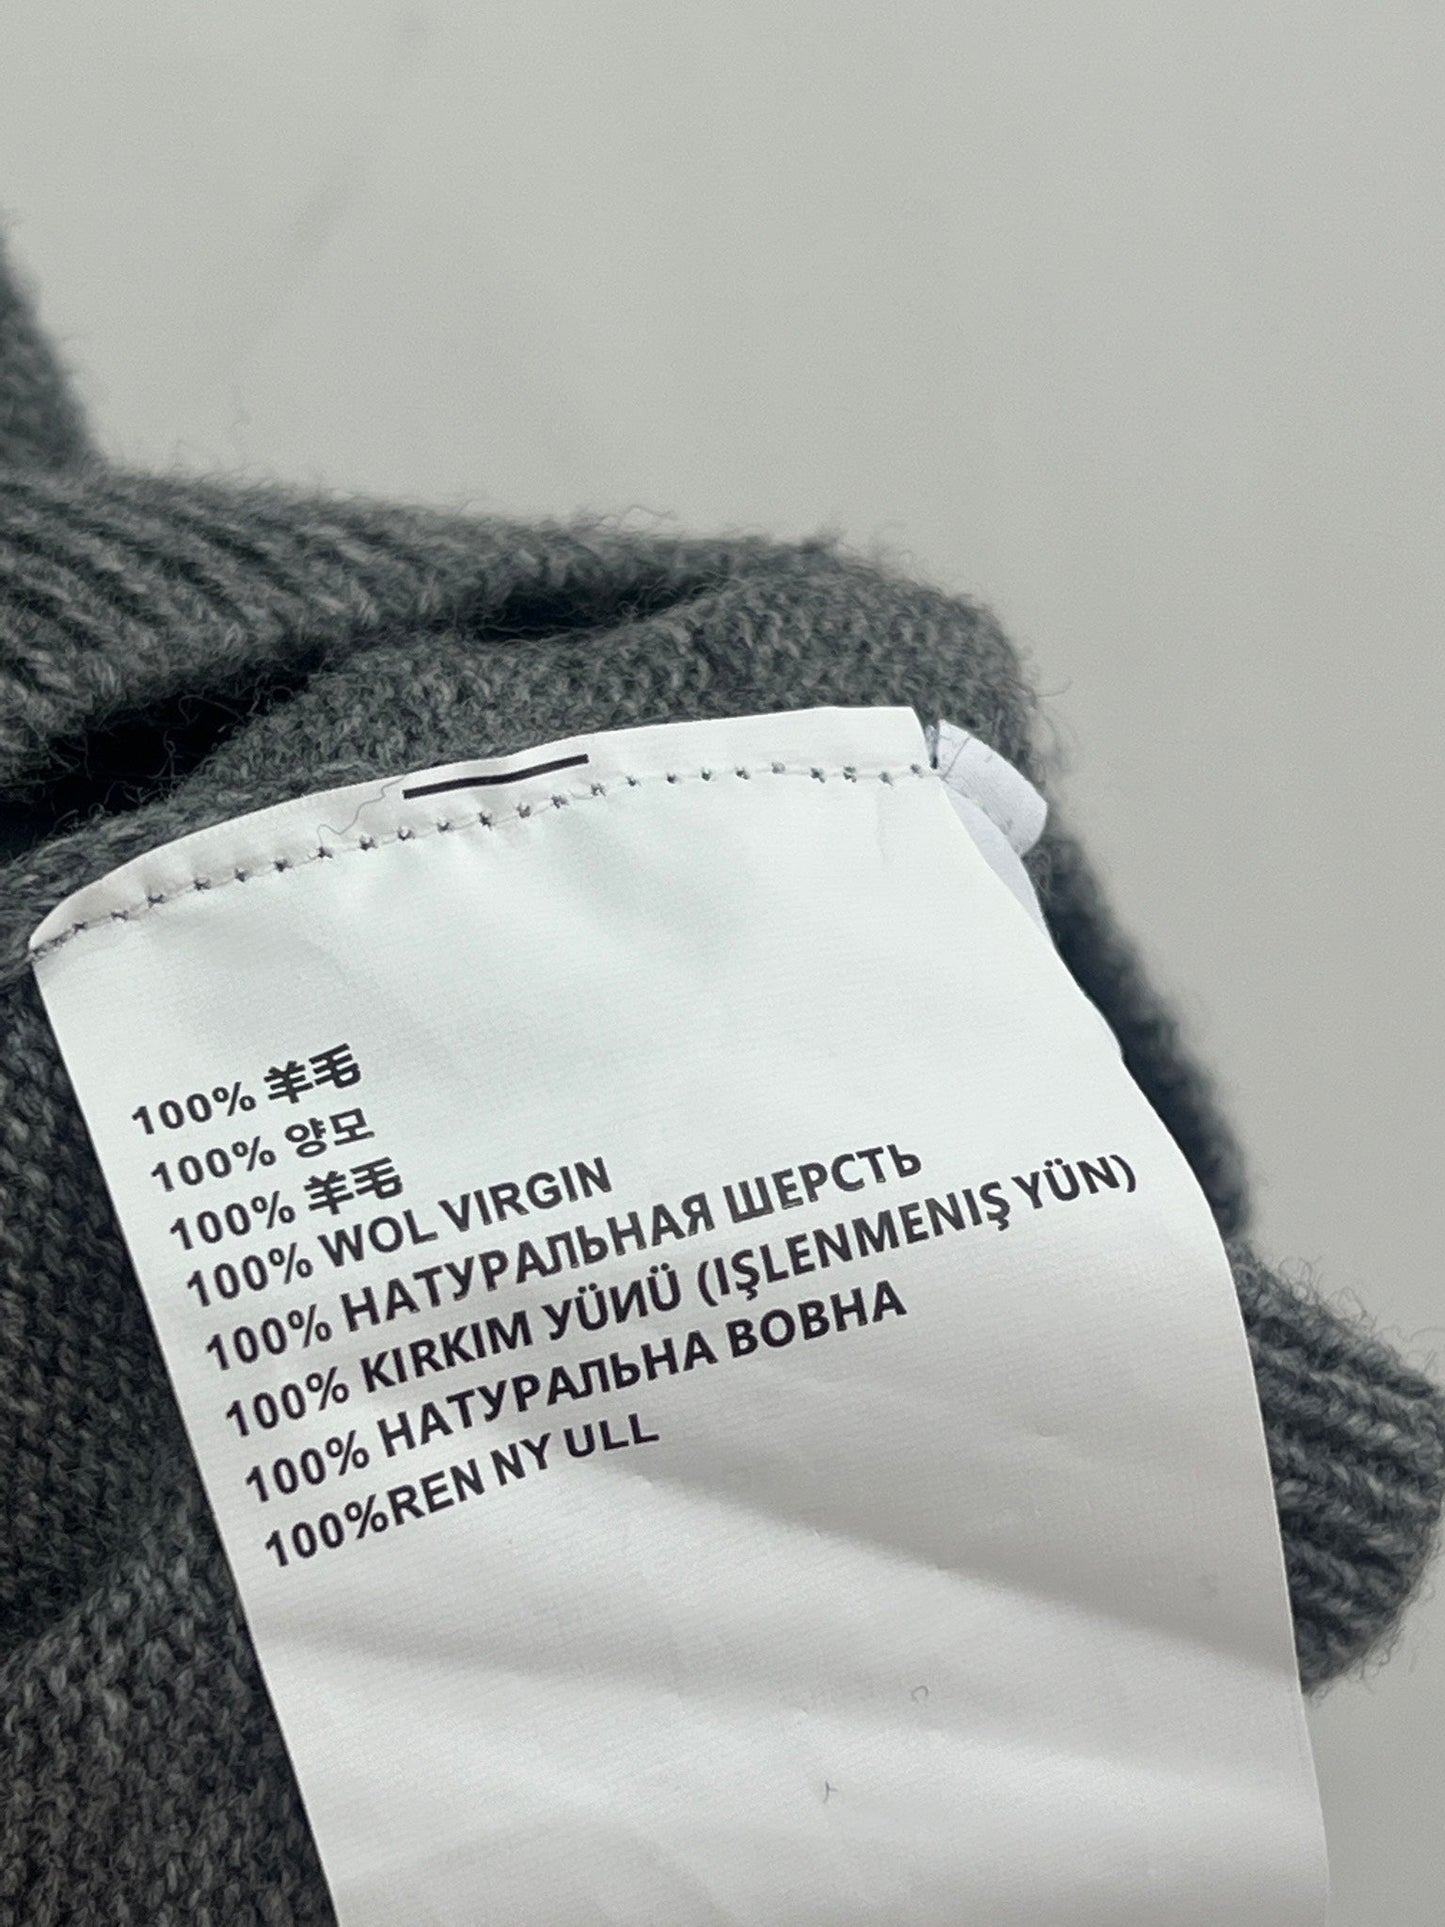 100% 羊毛
100% 양모
100% 羊毛
100% WOL VIRGIN
100% НАТУРАЛЬНАЯ ШЕРСТЬ
100% KIRKIM YÜИÜ (IŞLENMENIŞ YÜN)
100% НАТУРАЛЬНА ВОВНА
100%REN NY ULL